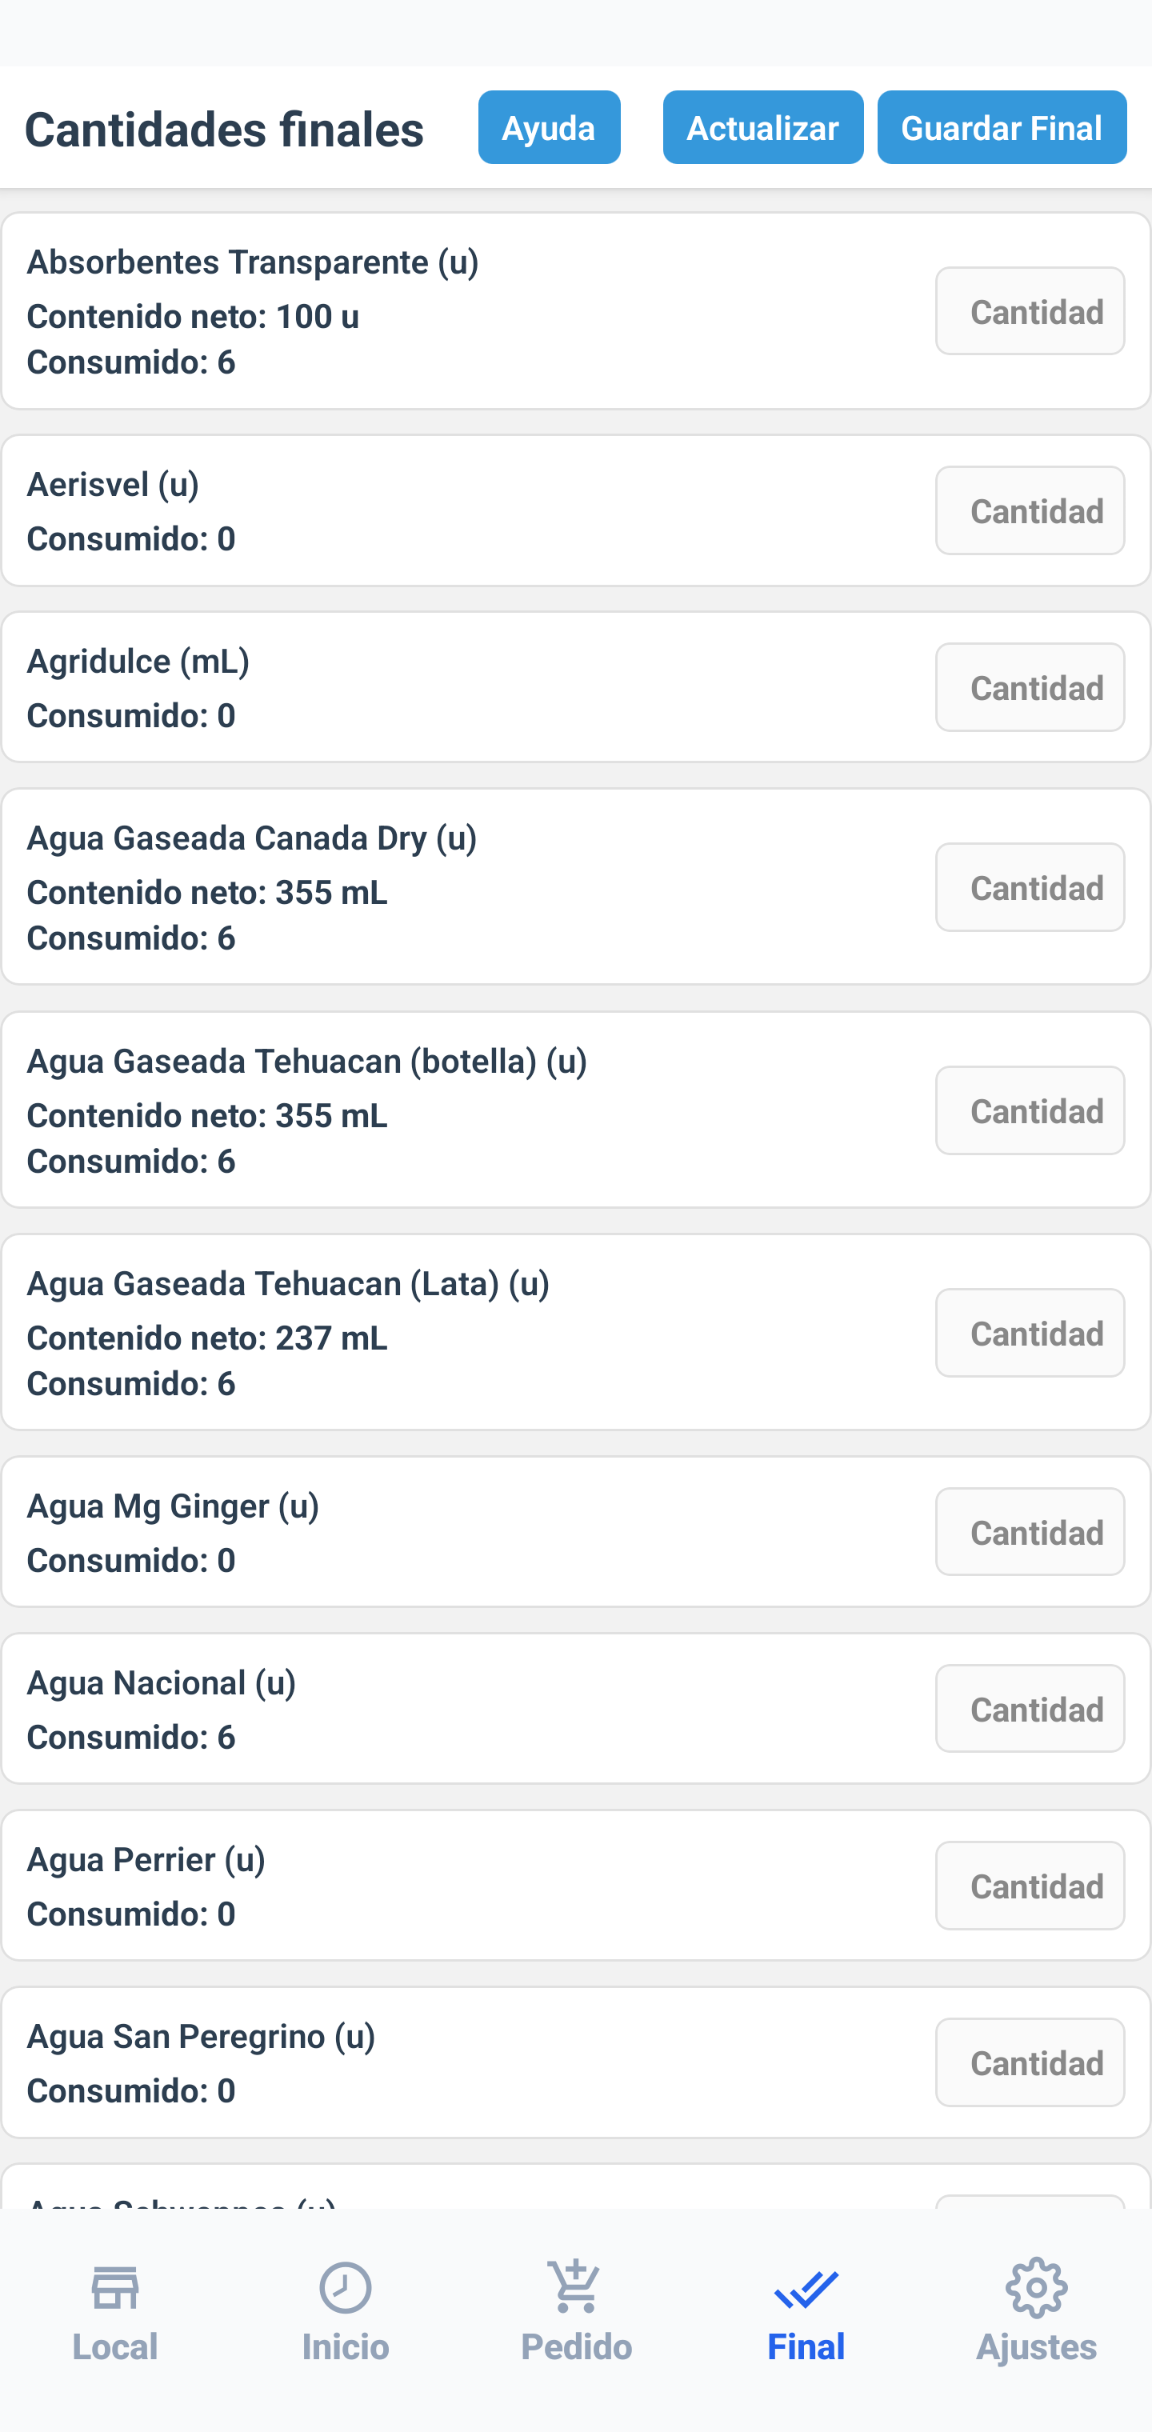 Cantidades finales
Ayuda
Actualizar
Guardar Final
Absorbentes Transparente (u)
Contenido neto: 100 u
Consumido: 6
Cantidad
Aerisvel (u)
Consumido: 0
Cantidad
Agridulce (mL)
Consumido: 0
Cantidad
Agua Gaseada Canada Dry (u)
Contenido neto: 355 mL
Consumido: 6
Cantidad
Agua Gaseada Tehuacan (botella) (u)
Contenido neto: 355 mL
Consumido: 6
Cantidad
Agua Gaseada Tehuacan (Lata) (u)
Contenido neto: 237 mL
Consumido: 6
Cantidad
Agua Mg Ginger (u)
Consumido: 0
Cantidad
Agua Nacional (u)
Consumido: 6
Cantidad
Agua Perrier (u)
Consumido: 0
Cantidad
Agua San Peregrino (u)
Consumido: 0
Cantidad
Agua Schweppes (u)
Local
Inicio
Pedido
Final
Ajustes